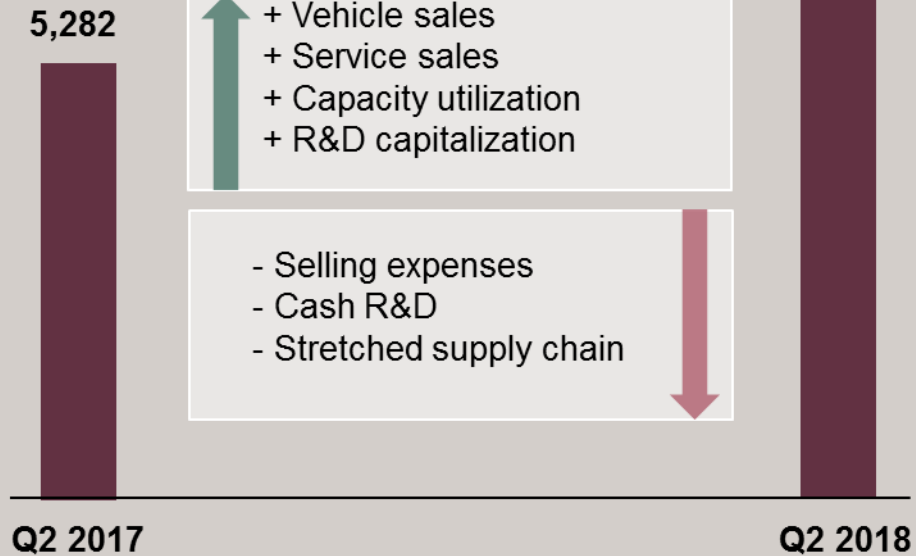 5,282
+ Vehicle sales
+ Service sales
+ Capacity utilization
+ R&D capitalization
- Selling expenses
- Cash R&D
- Stretched supply chain
Q2 2017
Q2 2018